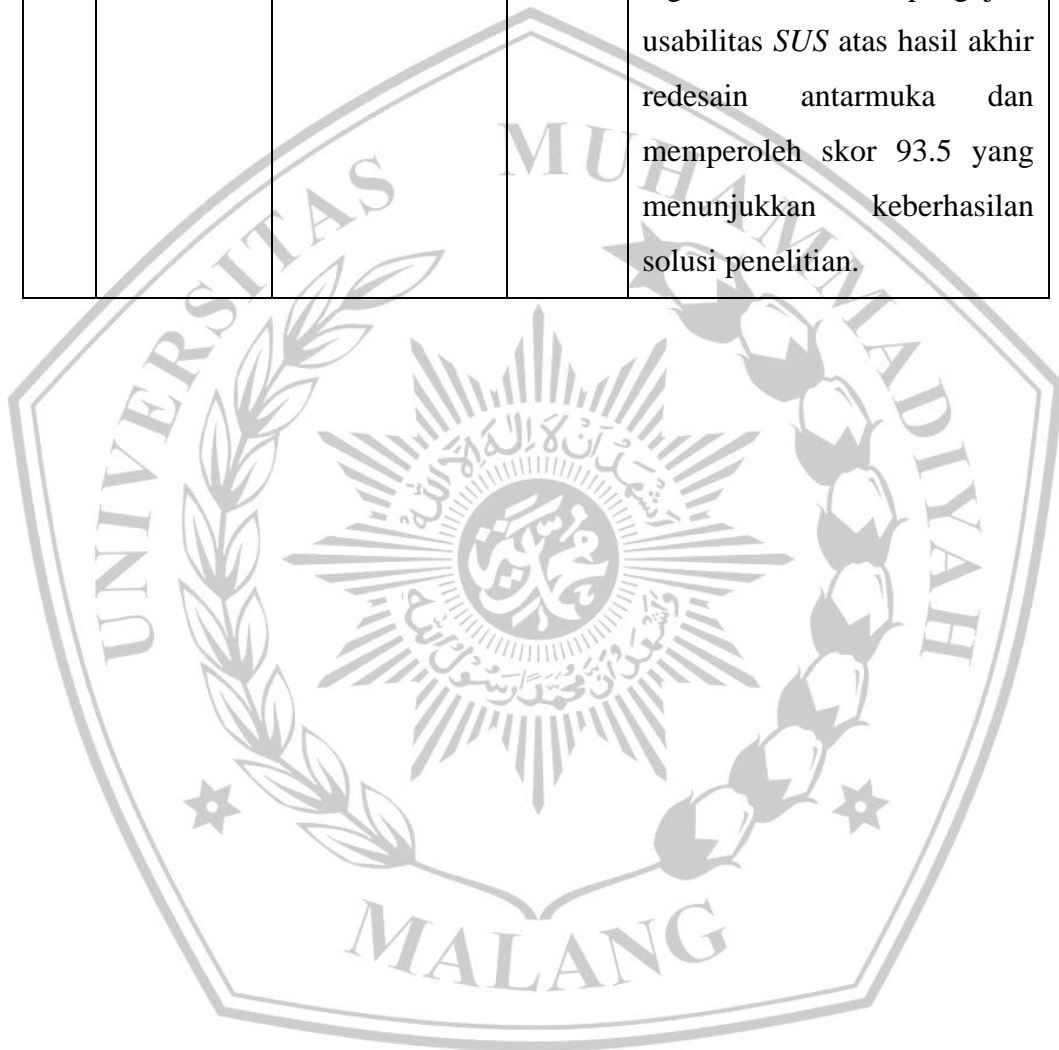 usabilitas SUS atas hasil akhir
redesain antarmuka dan
memperoleh skor 93.5 yang
menunjukkan keberhasilan
solusi penelitian.
UNIVERSITAS MUHAMMADIYAH
MALANG